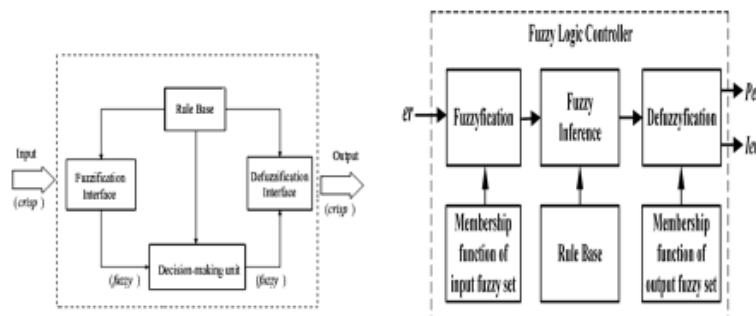 Rule Base
Input
Output
Fuzzification
Interface
Defuzzification
Interface
(crisp )
(crisp )
Decision-making unit
(fuzzy )
(fuzzy )
Fuzzy Logic Controller
er
Fuzzyfication
Fuzzy
Inference
Defuzzyfication
Membership
function of
input fuzzy set
Rule Base
Membership
function of
output fuzzy set